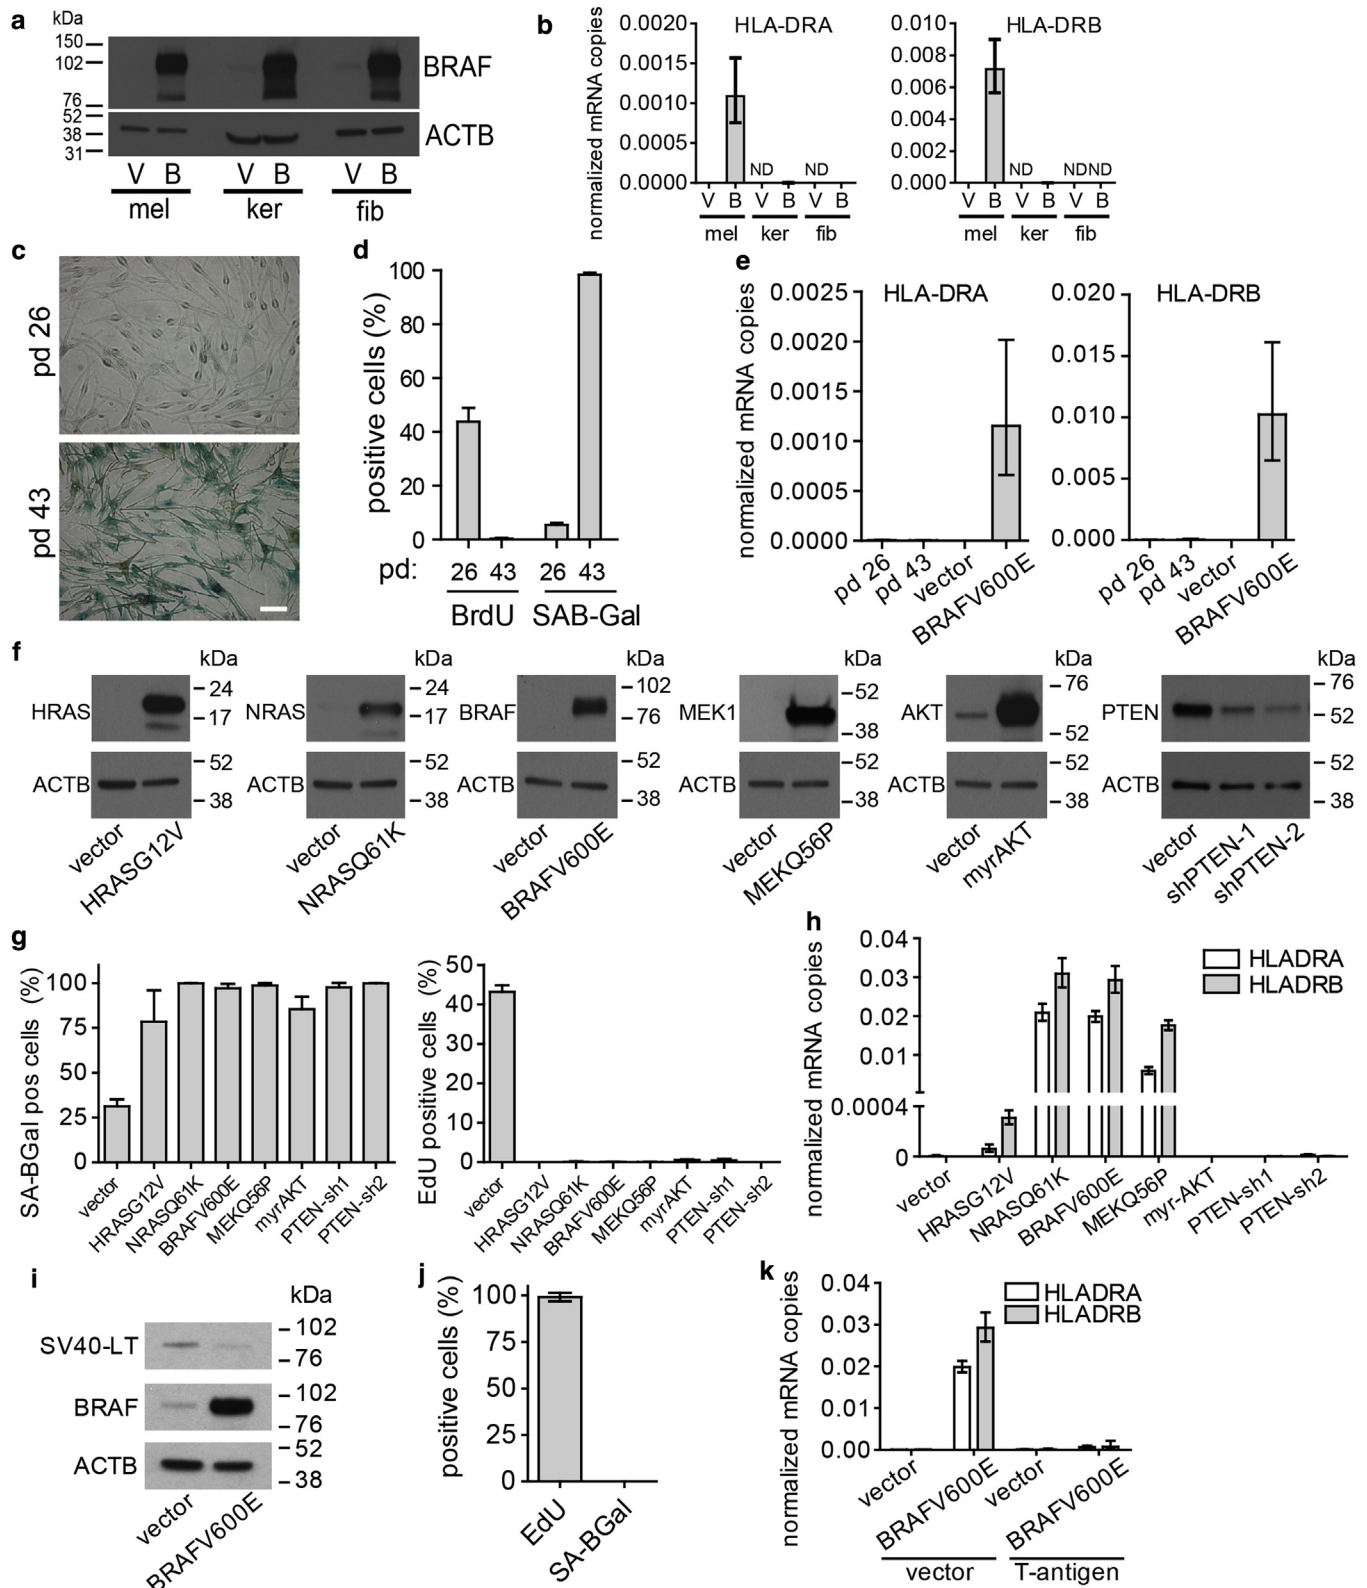 a
kDa
150
102
76
52
38
31
BRAF
ACTB
V B V B V B
mel ker fib
b
normalized mRNA copies
HLA-DRA
0.0020
0.0015
0.0010
0.0005
0.0000
ND ND
V B V B V B
mel ker fib
HLA-DRB
0.010
0.008
0.006
0.004
0.002
0.000
ND NDND
V B V B V B
mel ker fib
c
pd 26
pd 43
d
positive cells (%)
100
80
60
40
20
0
pd: 26 43 26 43
BrdU SAB-Gal
e
normalized mRNA copies
HLA-DRA
0.0025
0.0020
0.0015
0.0010
0.0005
0.0000
pd 26
pd 43
vector
BRAFV600E
HLA-DRB
0.020
0.015
0.010
0.005
0.000
pd 26
pd 43
vector
BRAFV600E
f
kDa
HRAS
24
17
ACTB
52
38
vector
HRASG12V
kDa
NRAS
24
17
ACTB
52
38
vector
NRASQ61K
kDa
BRAF
102
76
ACTB
52
38
vector
BRAFV600E
kDa
MEK1
52
38
ACTB
52
38
vector
MEKQ56P
kDa
AKT
76
52
ACTB
52
38
vector
myrAKT
kDa
PTEN
76
52
ACTB
52
38
vector
shPTEN-1
shPTEN-2
g
SA-BGal pos cells (%)
100
75
50
25
0
vector
HRASG12V
NRASQ61K
BRAFV600E
MEKQ56P
myrAKT
PTEN-sh1
PTEN-sh2
EdU positive cells (%)
50
40
30
20
10
0
vector
HRASG12V
NRASQ61K
BRAFV600E
MEKQ56P
myrAKT
PTEN-sh1
PTEN-sh2
h
normalized mRNA copies
0.04
0.03
0.02
0.01
0.0004
0
HLADRA
HLADRB
vector
HRASG12V
NRASQ61K
BRAFV600E
MEKQ56P
myr-AKT
PTEN-sh1
PTEN-sh2
i
kDa
SV40-LT
102
76
BRAF
102
76
ACTB
52
38
vector
BRAFV600E
j
positive cells (%)
100
75
50
25
0
EdU
SA-BGal
k
normalized mRNA copies
0.04
0.03
0.02
0.01
0.00
HLADRA
HLADRB
vector
BRAFV600E
vector
BRAFV600E
vector T-antigen